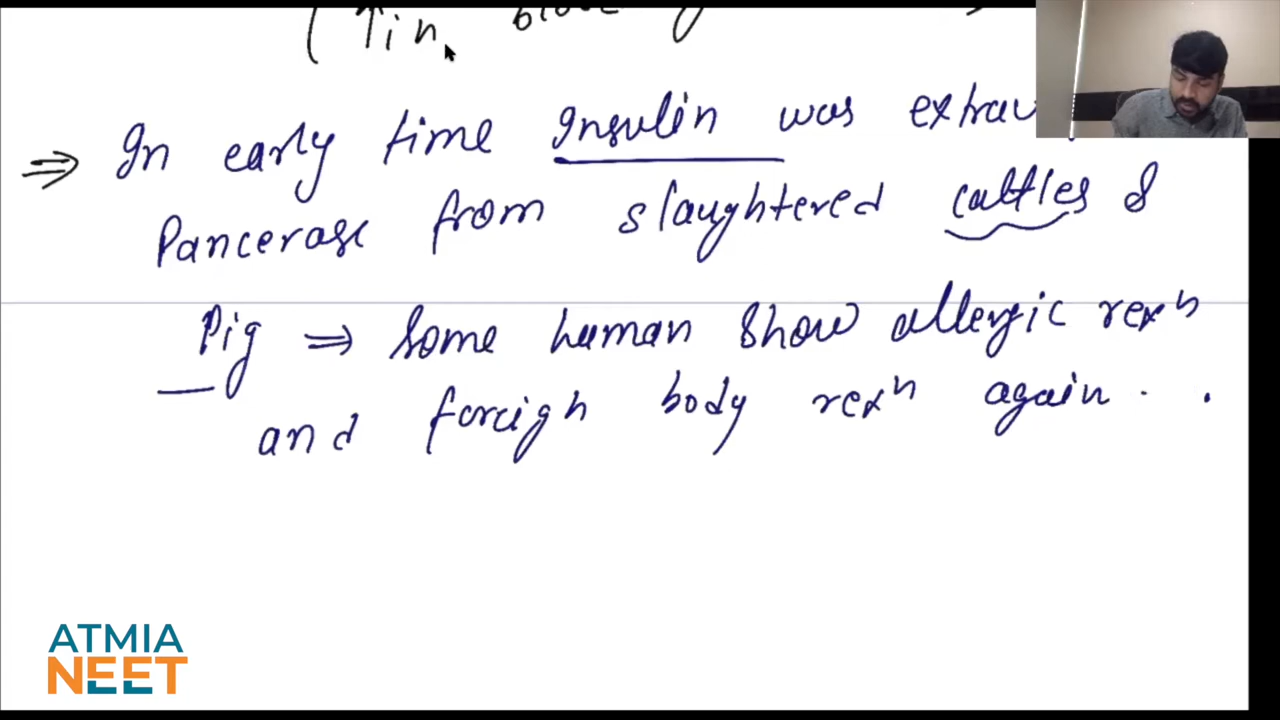 ( ↑in
⇒ In early time Insulin was
Pancerase from slaughtered cattles &
Pig ⇒ Some human show allergic rexⁿ
and foreign body rexⁿ again . .
ATMIA
NEET